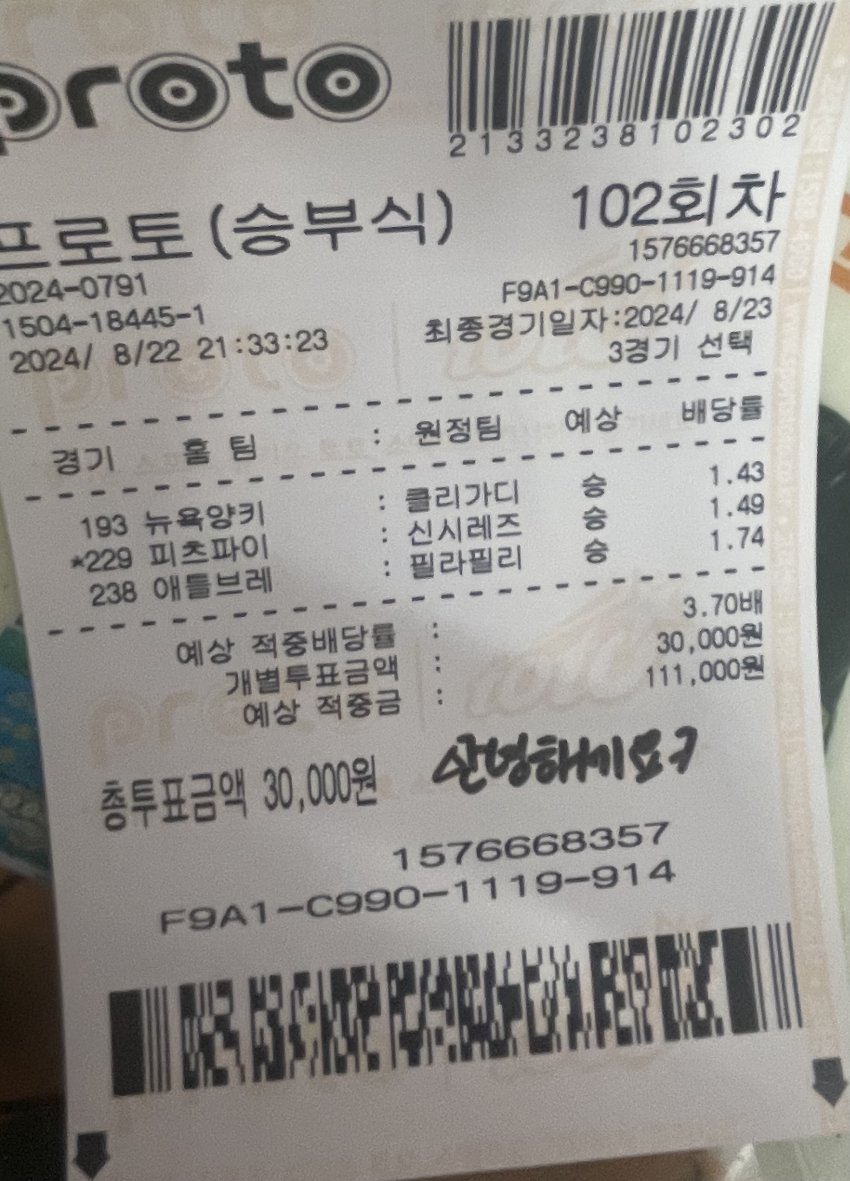 proto
2133238102302
프로토(승부식) 102회차
1576668357
2024-0791 F9A1-C990-1119-914
1504-18445-1 최종경기일자:2024/ 8/23
2024/ 8/22 21:33:23 3경기 선택
경기 홈 팀 : 원정팀 예상 배당률
193 뉴욕양키 : 클리가디 승 1.43
*229 피츠파이 : 신시레즈 승 1.49
238 애틀브레 : 필라필리 승 1.74
예상 적중배당률 : 3.70배
개별투표금액 : 30,000원
예상 적중금 : 111,000원
총투표금액 30,000원
1576668357
F9A1-C990-1119-914